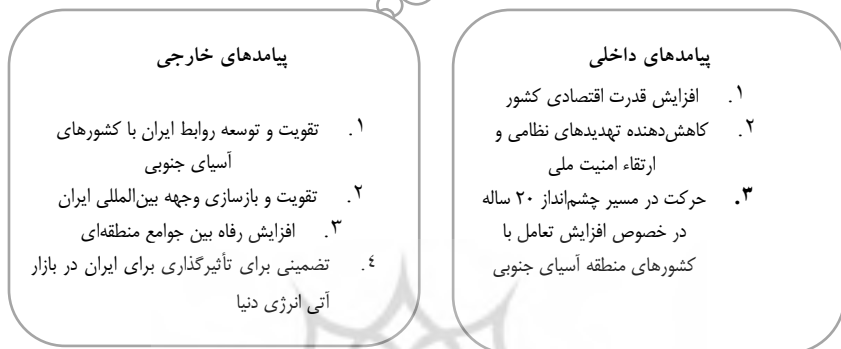 پیامدهای داخلی
۱. افزایش قدرت اقتصادی کشور
۲. کاهش‌دهنده تهدیدهای نظامی و
ارتقاء امنیت ملی
۳. حرکت در مسیر چشم‌انداز ۲۰ ساله
در خصوص افزایش تعامل با
کشورهای منطقه آسیای جنوبی
پیامدهای خارجی
۱. تقویت و توسعه روابط ایران با کشورهای
آسیای جنوبی
۲. تقویت و بازسازی وجهه بین‌المللی ایران
۳. افزایش رفاه بین جوامع منطقه‌ای
٤. تضمینی برای تأثیرگذاری برای ایران در بازار
آتی انرژی دنیا